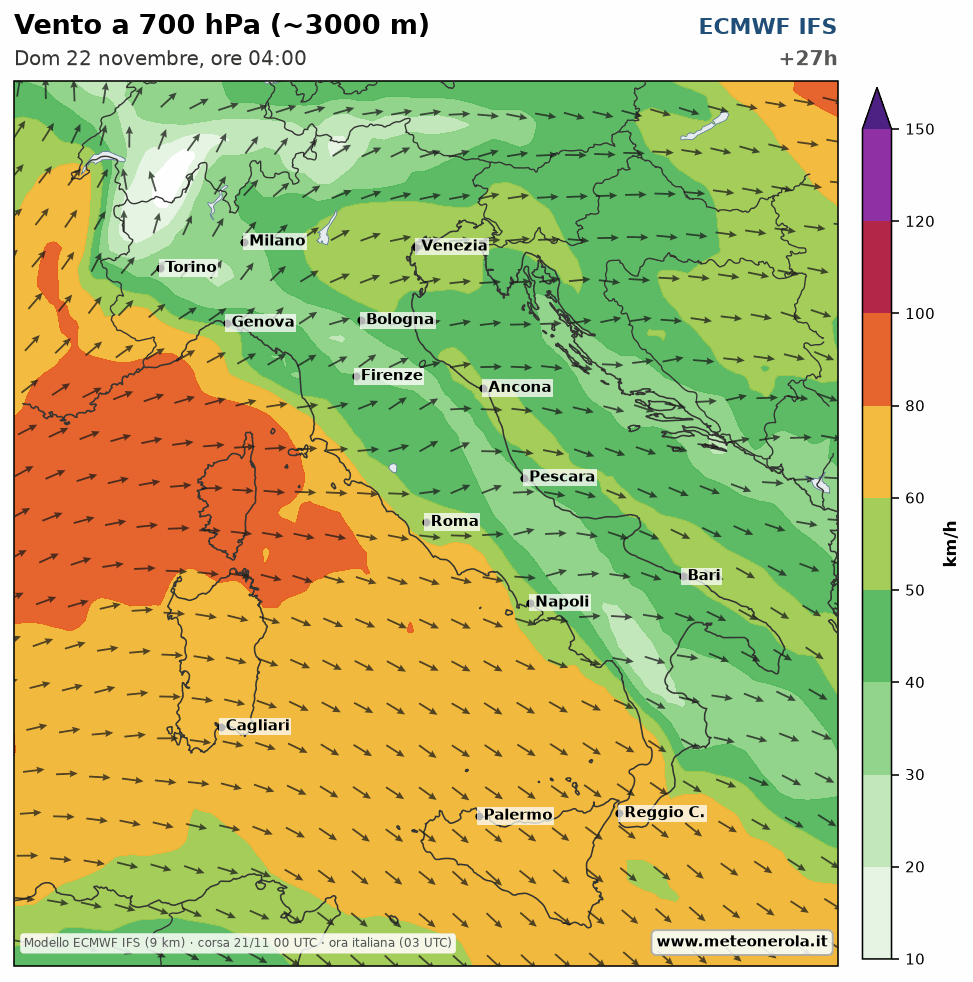 Vento a 700 hPa (~3000 m)
ECMWF IFS
Dom 22 novembre, ore 04:00
+27h
Milano
Venezia
Torino
Genova
Bologna
Firenze
Ancona
Pescara
Roma
Bari
Napoli
Cagliari
Palermo
Reggio C.
150
120
100
80
60
50
40
30
20
10
km/h
Modello ECMWF IFS (9 km) · corsa 21/11 00 UTC · ora italiana (03 UTC)
www.meteonerola.it